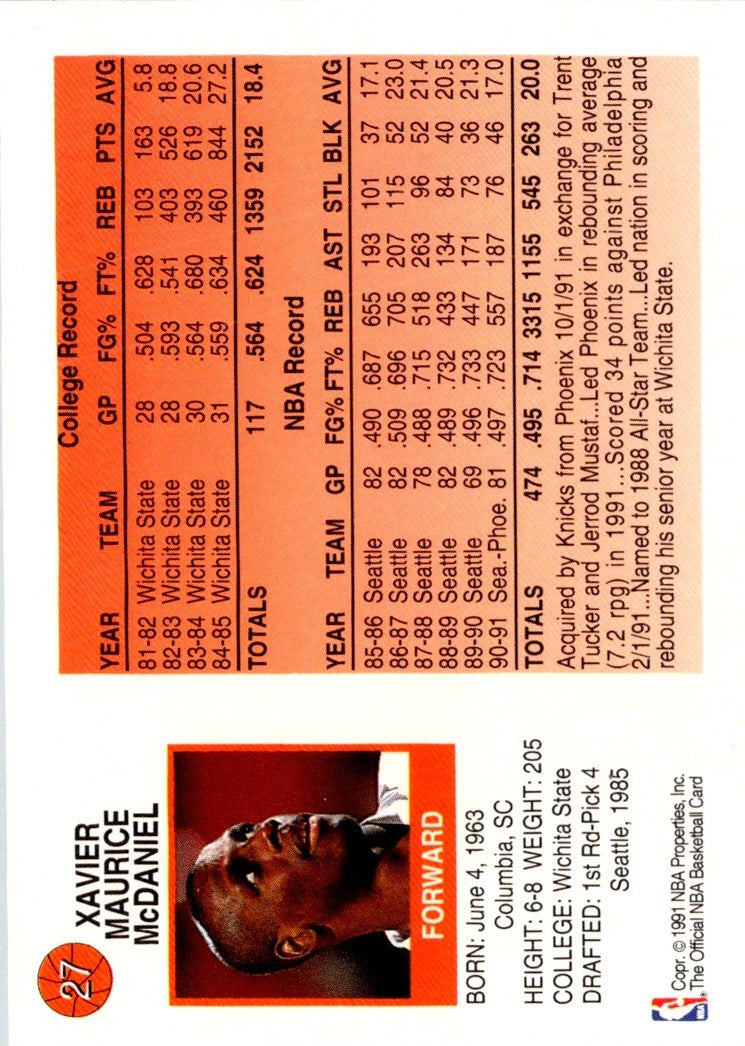 27
XAVIER
MAURICE
McDANIEL
FORWARD
BORN: June 4, 1963
Columbia, SC
HEIGHT: 6-8 WEIGHT: 205
COLLEGE: Wichita State
DRAFTED: 1st Rd-Pick 4
Seattle, 1985
NBA
Copr. © 1991 NBA Properties, Inc.
The Official NBA Basketball Card
College Record
YEAR TEAM GP FG% FT% REB PTS AVG
81-82 Wichita State 28 .504 .628 103 163 5.8
82-83 Wichita State 28 .593 .541 403 526 18.8
83-84 Wichita State 30 .564 .680 393 619 20.6
84-85 Wichita State 31 .559 .634 460 844 27.2
TOTALS 117 .564 .624 1359 2152 18.4
NBA Record
YEAR TEAM GP FG% FT% REB AST STL BLK AVG
85-86 Seattle 82 .490 .687 655 193 101 37 17.1
86-87 Seattle 82 .509 .696 705 207 115 52 23.0
87-88 Seattle 78 .488 .715 518 263 96 52 21.4
88-89 Seattle 82 .489 .732 433 134 84 40 20.5
89-90 Seattle 69 .496 .733 447 171 73 36 21.3
90-91 Sea.-Phoe. 81 .497 .723 557 187 76 46 17.0
TOTALS 474 .495 .714 3315 1155 545 263 20.0
Acquired by Knicks from Phoenix 10/1/91 in exchange for Trent
Tucker and Jerrod Mustaf...Led Phoenix in rebounding average
(7.2 rpg) in 1991...Scored 34 points against Philadelphia
2/1/91...Named to 1988 All-Star Team...Led nation in scoring and
rebounding his senior year at Wichita State.